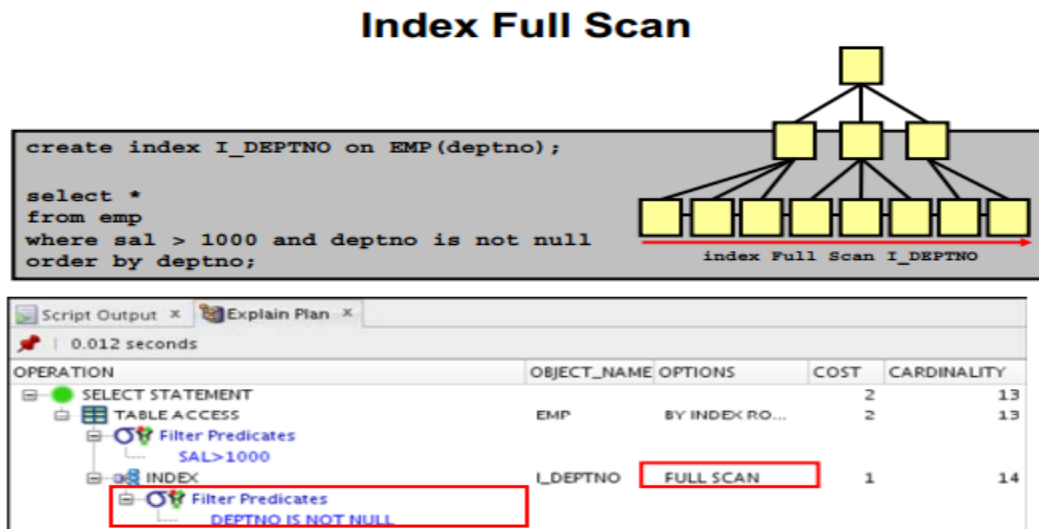 Index Full Scan
create index I_DEPTNO on EMP(deptno);
select *
from emp
where sal > 1000 and deptno is not null
order by deptno;
index Full Scan I_DEPTNO
Script Output × Explain Plan ×
0.012 seconds
OPERATION OBJECT_NAME OPTIONS COST CARDINALITY
SELECT STATEMENT 2 13
TABLE ACCESS EMP BY INDEX RO... 2 13
Filter Predicates
SAL>1000
INDEX I_DEPTNO FULL SCAN 1 14
Filter Predicates
DEPTNO IS NOT NULL